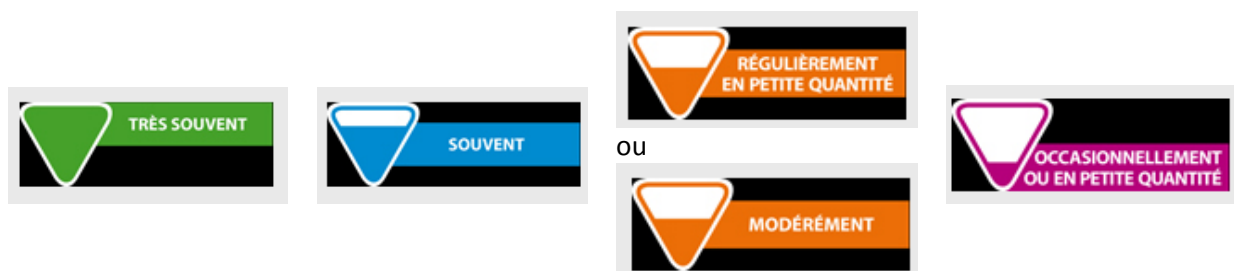 TRÈS SOUVENT
SOUVENT
RÉGULIÈREMENT
EN PETITE QUANTITÉ
ou
MODÉRÉMENT
OCCASIONNELLEMENT
OU EN PETITE QUANTITÉ